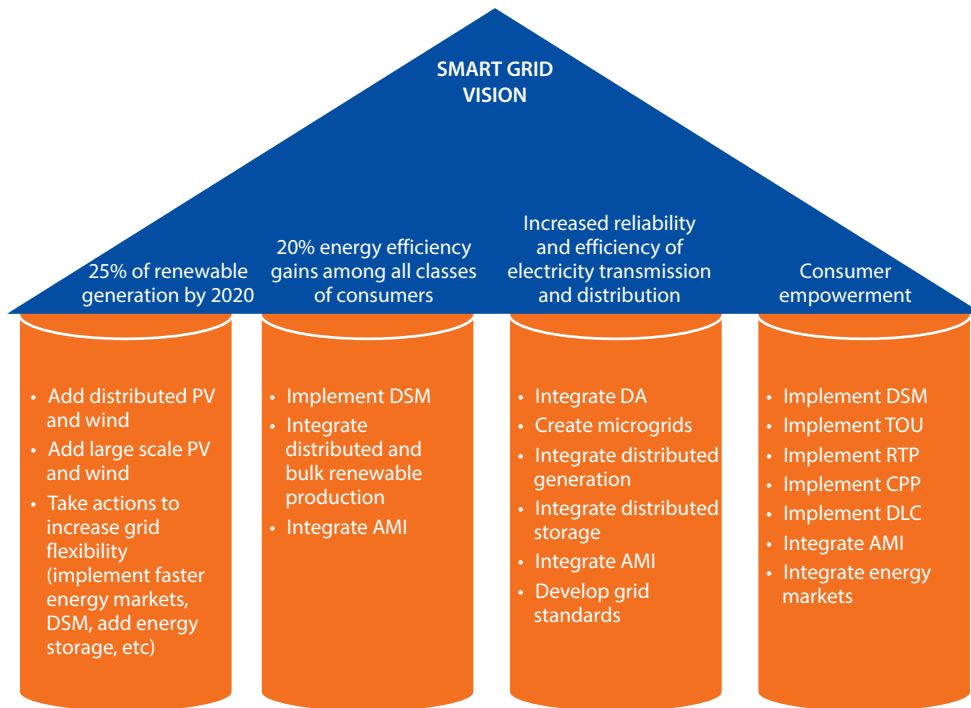 SMART GRID
VISION
25% of renewable
generation by 2020
20% energy efficiency
gains among all classes
of consumers
Increased reliability
and efficiency of
electricity transmission
and distribution
Consumer
empowerment
• Add distributed PV
and wind
• Add large scale PV
and wind
• Take actions to
increase grid
flexibility
(implement faster
energy markets,
DSM, add energy
storage, etc)
• Implement DSM
• Integrate
distributed and
bulk renewable
production
• Integrate AMI
• Integrate DA
• Create microgrids
• Integrate distributed
generation
• Integrate distributed
storage
• Integrate AMI
• Develop grid
standards
• Implement DSM
• Implement TOU
• Implement RTP
• Implement CPP
• Implement DLC
• Integrate AMI
• Integrate energy
markets